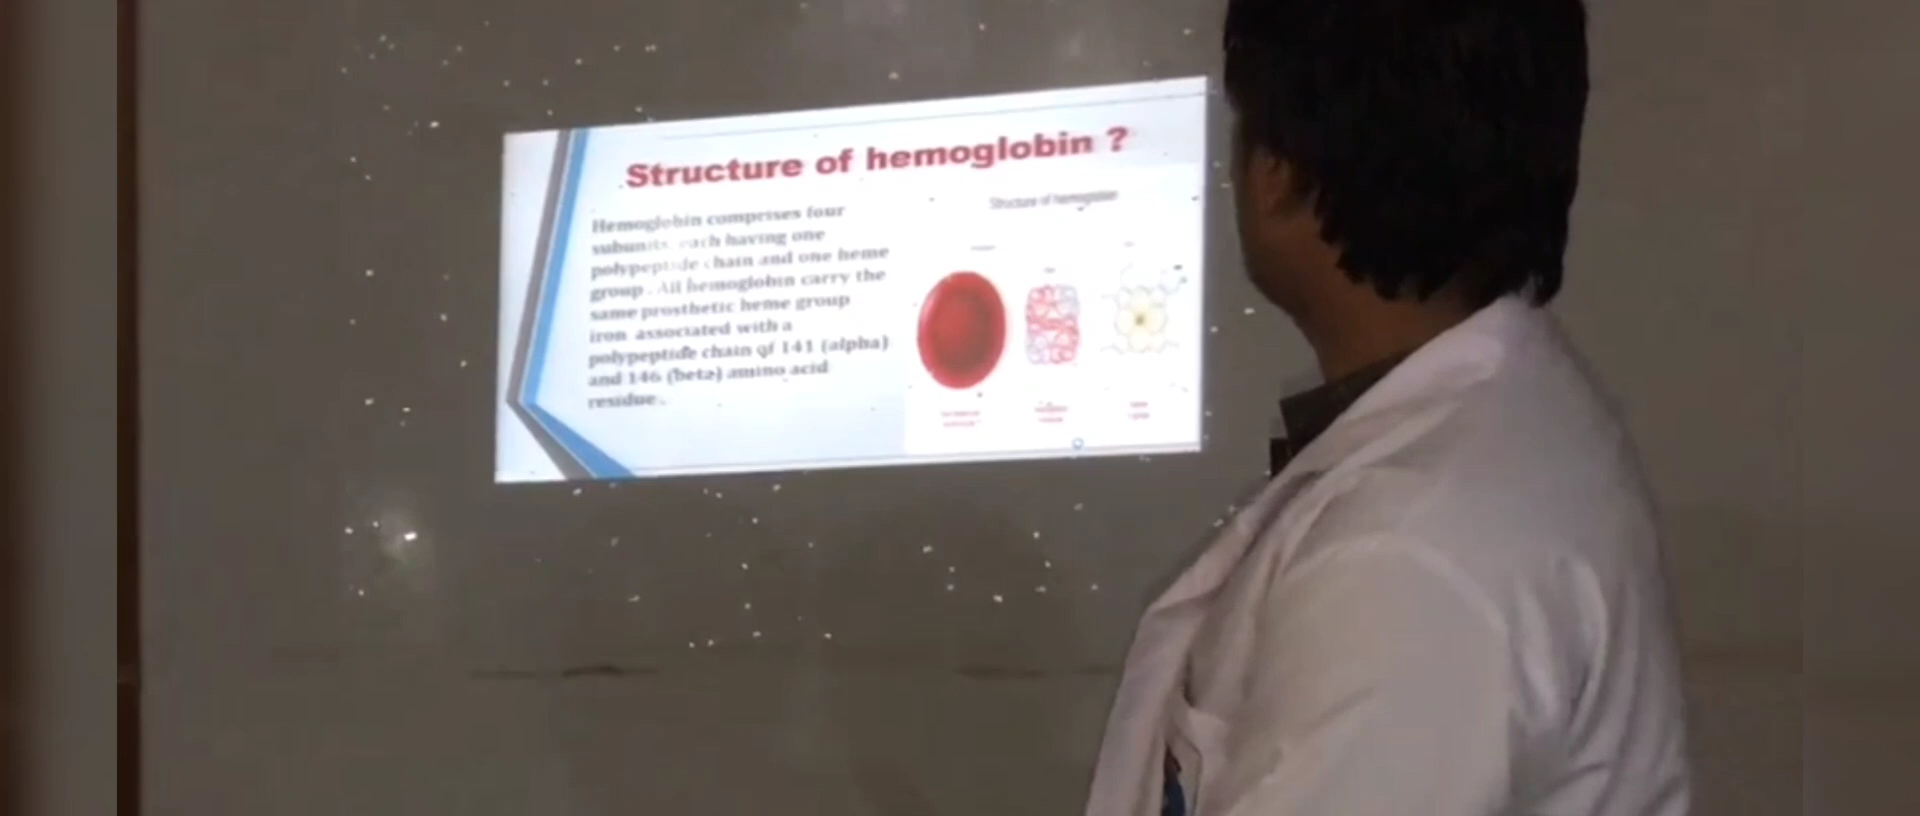 Structure of hemoglobin ?
Hemoglobin comprises four
subunits, each having one
polypeptide chain and one heme
group . All hemoglobin carry the
same prosthetic heme group
iron associated with a
polypeptide chain of 141 (alpha)
and 146 (beta) amino acid
residue .
Structure of hemoglobin